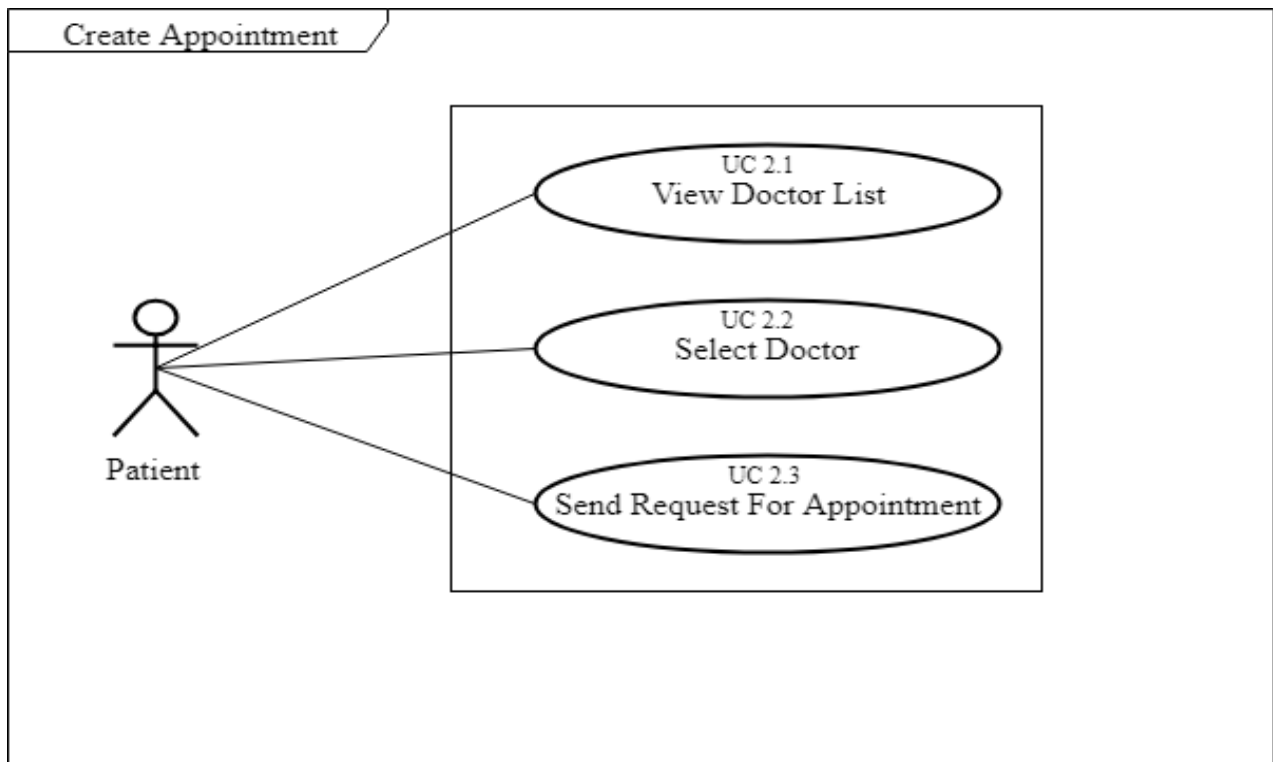 Create Appointment
UC 2.1
View Doctor List
UC 2.2
Select Doctor
UC 2.3
Send Request For Appointment
Patient